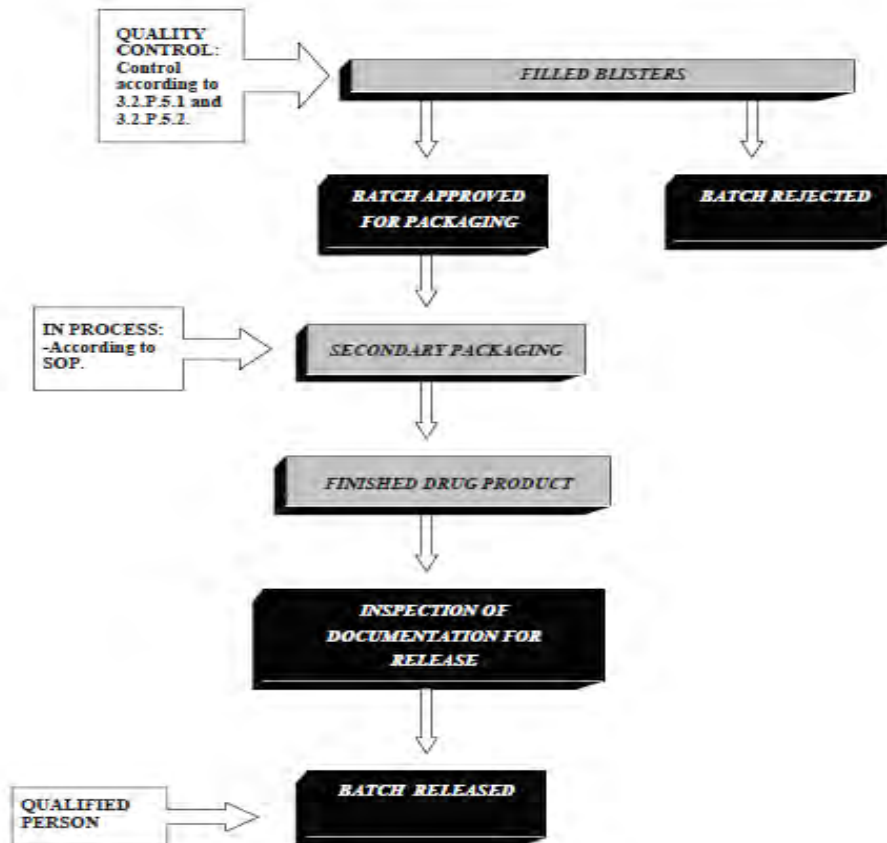 QUALITY
CONTROL:
Control
according to
3.2.P.5.1 and
3.2.P.5.2.
FILLED BLISTERS
BATCH APPROVED
FOR PACKAGING
BATCH REJECTED
IN PROCESS:
-According to
SOP.
SECONDARY PACKAGING
FINISHED DRUG PRODUCT
INSPECTION OF
DOCUMENTATION FOR
RELEASE
BATCH RELEASED
QUALIFIED
PERSON